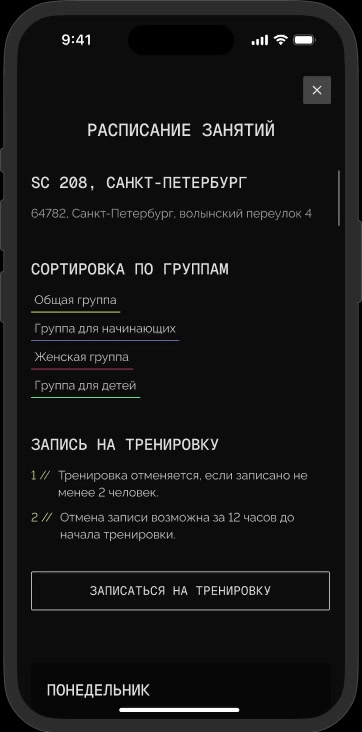 9:41
РАСПИСАНИЕ ЗАНЯТИЙ
SC 208, САНКТ-ПЕТЕРБУРГ
64782, Санкт-Петербург, волынский переулок 4
СОРТИРОВКА ПО ГРУППАМ
Общая группа
Группа для начинающих
Женская группа
Группа для детей
ЗАПИСЬ НА ТРЕНИРОВКУ
1 // Тренировка отменяется, если записано не
менее 2 человек.
2 // Отмена записи возможна за 12 часов до
начала тренировки.
ЗАПИСАТЬСЯ НА ТРЕНИРОВКУ
ПОНЕДЕЛЬНИК